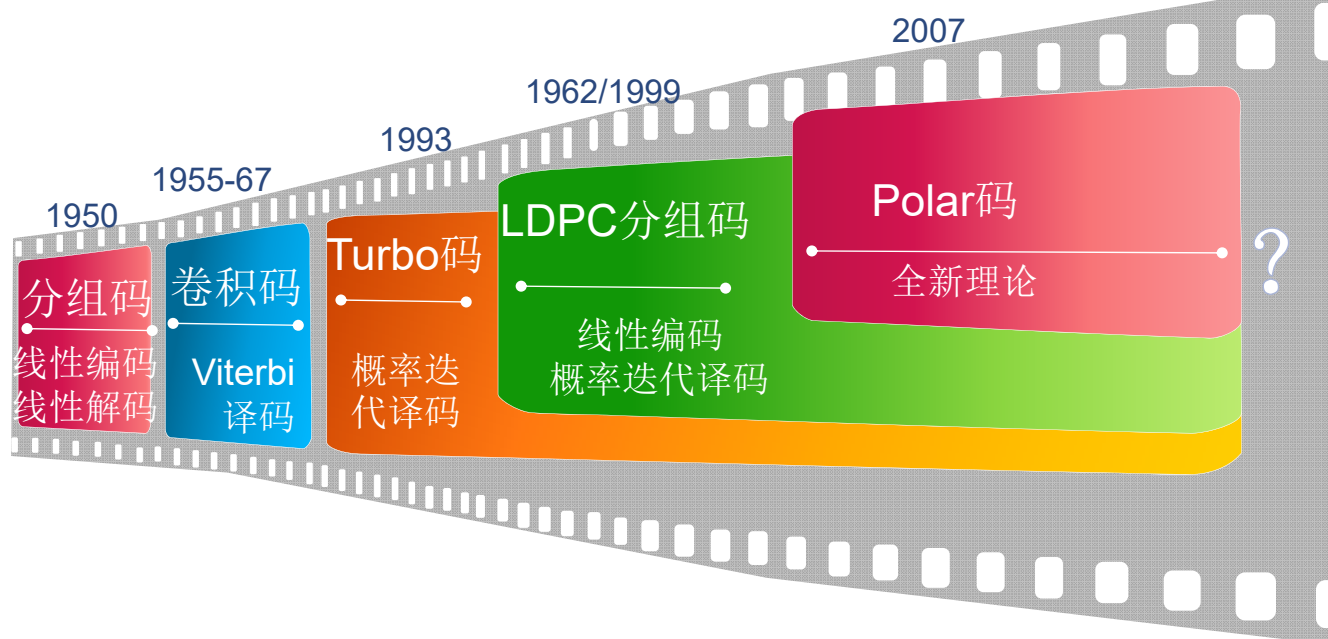 1950
分组码
线性编码
线性解码
1955-67
卷积码
Viterbi
译码
1993
Turbo码
概率迭
代译码
1962/1999
LDPC分组码
线性编码
概率迭代译码
2007
Polar码
全新理论
?